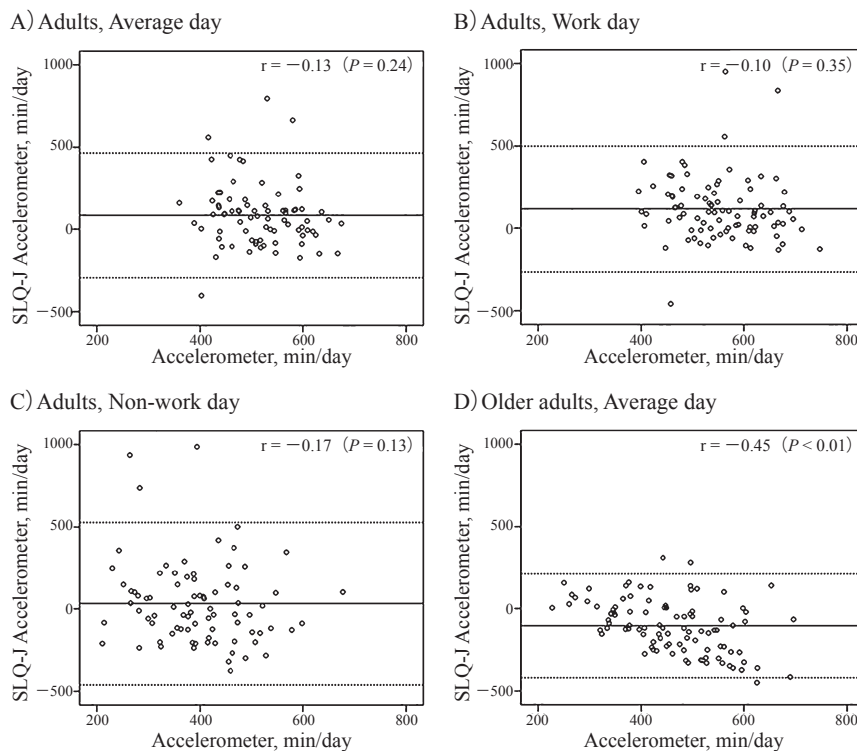 A) Adults, Average day
r = −0.13 (P = 0.24)
1000
500
0
−500
SLQ-J Accelerometer, min/day
200 400 600 800
Accelerometer, min/day
B) Adults, Work day
r = −0.10 (P = 0.35)
1000
500
0
−500
SLQ-J Accelerometer, min/day
200 400 600 800
Accelerometer, min/day
C) Adults, Non-work day
r = −0.17 (P = 0.13)
1000
500
0
−500
SLQ-J Accelerometer, min/day
200 400 600 800
Accelerometer, min/day
D) Older adults, Average day
r = −0.45 (P < 0.01)
1000
500
−0
−500
SLQ-J Accelerometer, min/day
200 400 600 800
Accelerometer, min/day